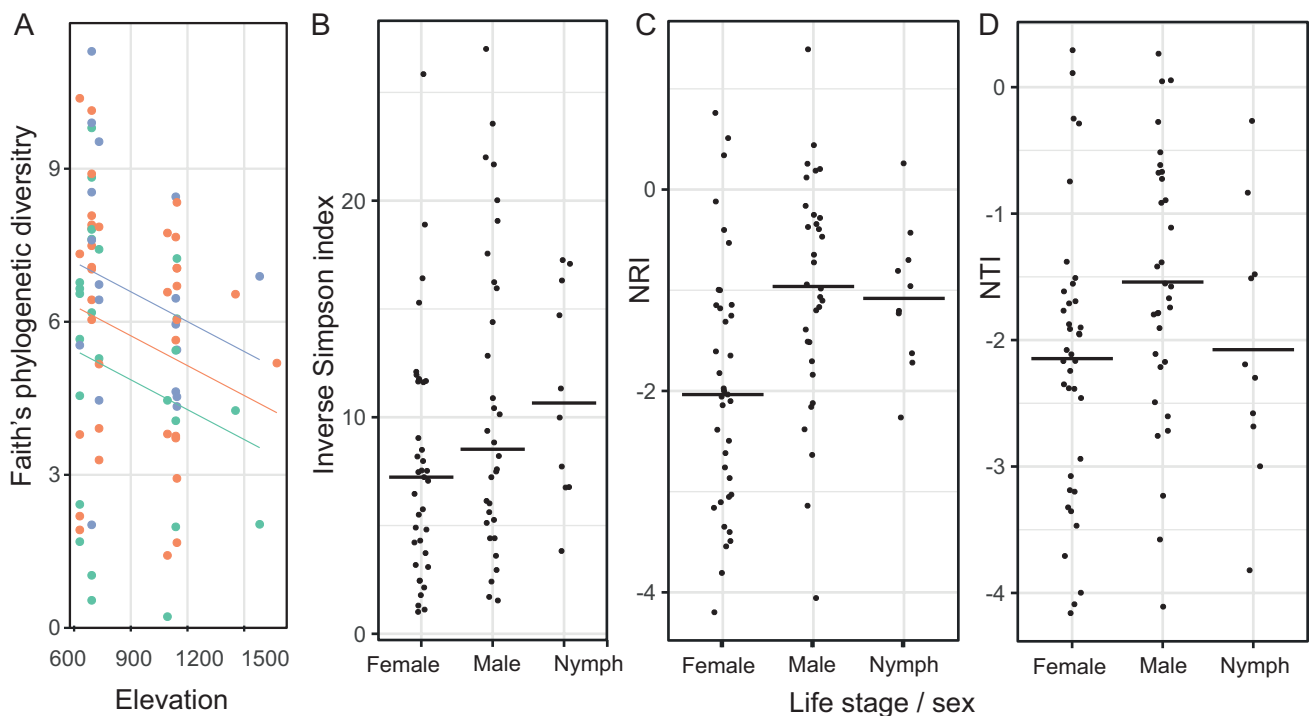 A
Faith's phylogenetic diversitry
9
6
3
0
600 900 1200 1500
Elevation
B
Inverse Simpson index
20
10
0
Female Male Nymph
C
NRI
0
-2
-4
Female Male Nymph
D
NTI
0
-1
-2
-3
-4
Female Male Nymph
Life stage / sex